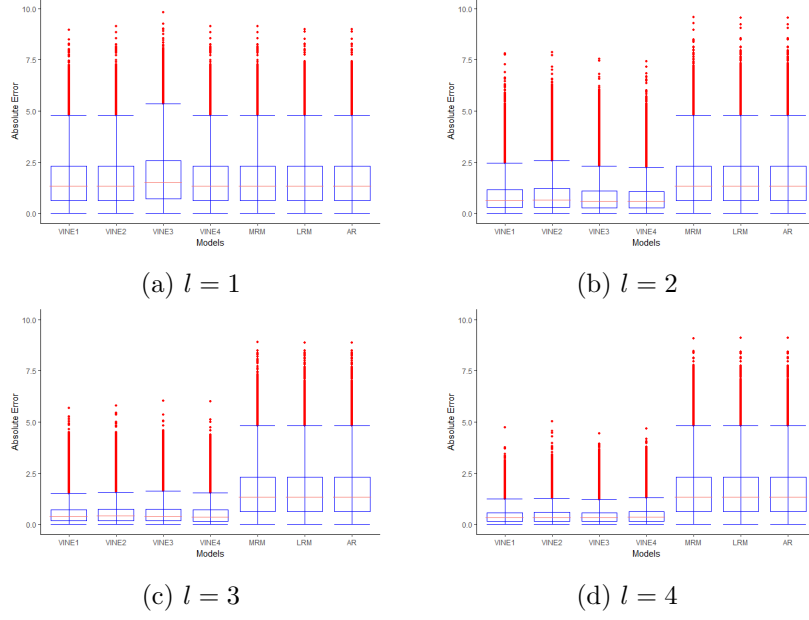 10.0
7.5
5.0
2.5
0.0
Absolute Error
VINE1 VINE2 VINE3 VINE4 MRM LRM AR
Models
(a) l = 1
10.0
7.5
5.0
2.5
0.0
Absolute Error
VINE1 VINE2 VINE3 VINE4 MRM LRM AR
Models
(b) l = 2
10.0
7.5
5.0
2.5
0.0
Absolute Error
VINE1 VINE2 VINE3 VINE4 MRM LRM AR
Models
(c) l = 3
10.0
7.5
5.0
2.5
0.0
Absolute Error
VINE1 VINE2 VINE3 VINE4 MRM LRM AR
Models
(d) l = 4